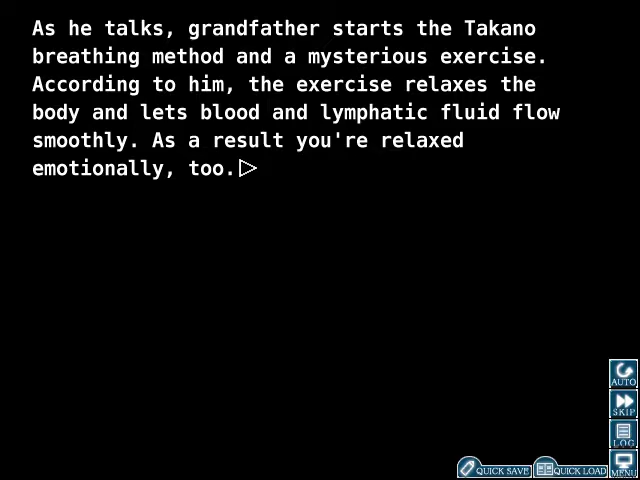 As he talks, grandfather starts the Takano
breathing method and a mysterious exercise.
According to him, the exercise relaxes the
body and lets blood and lymphatic fluid flow
smoothly. As a result you're relaxed
emotionally, too.
AUTO
SKIP
LOG
MENU
QUICK SAVE
QUICK LOAD